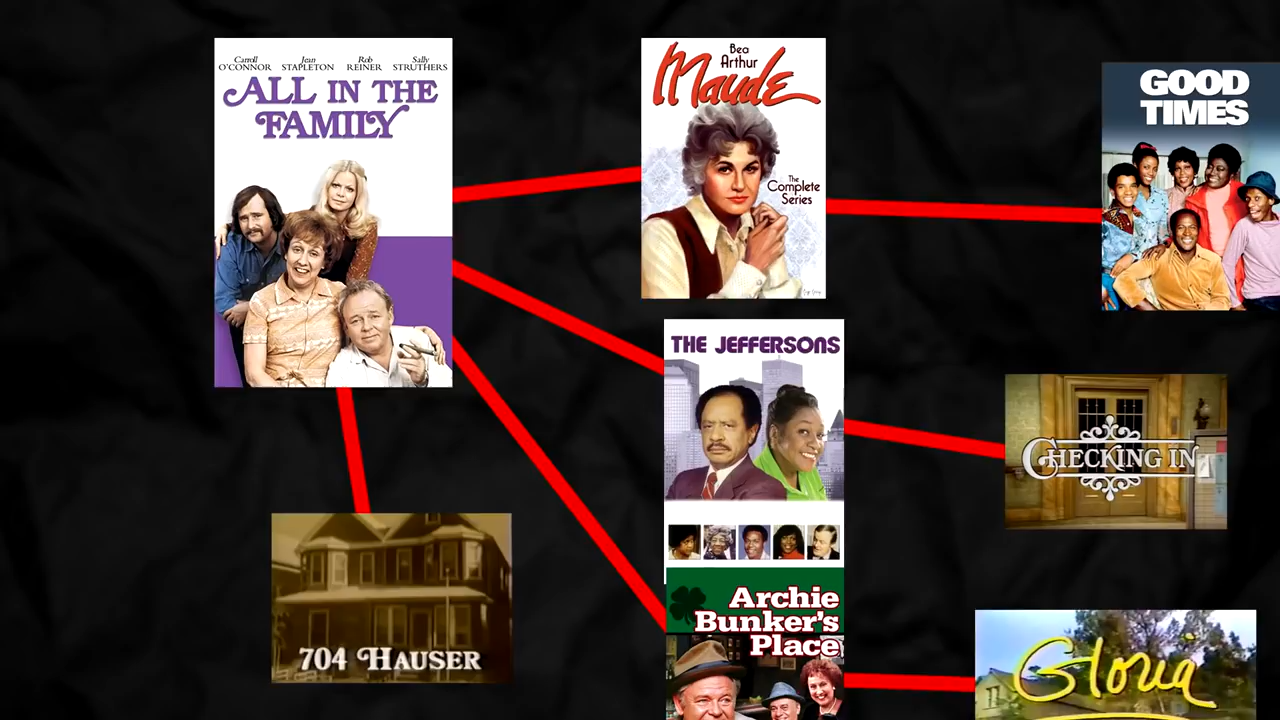 Carroll O'CONNOR
Jean STAPLETON
Rob REINER
Sally STRUTHERS
ALL IN THE
FAMILY
Bea
Arthur
Maude
The
Complete
Series
GOOD
TIMES
THE JEFFERSONS
CHECKING IN
704 HAUSER
Archie
Bunker's
Place
Gloria